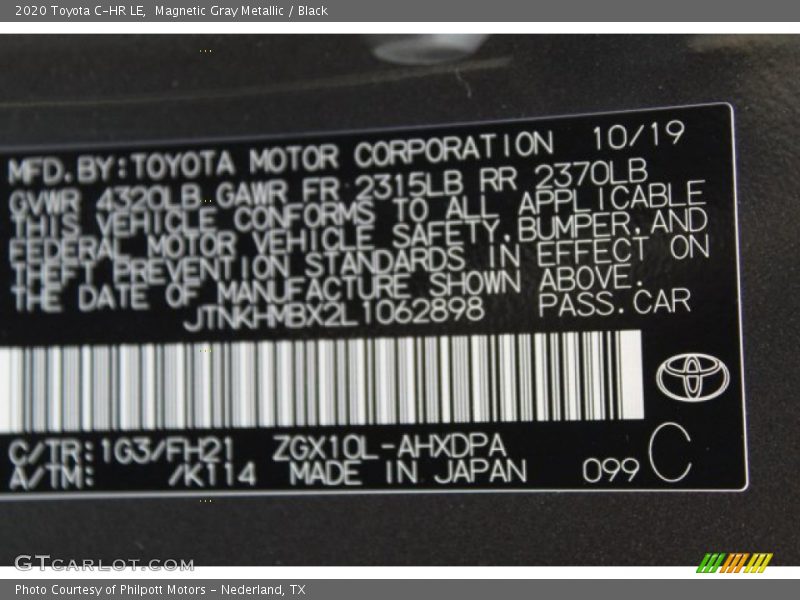 2020 Toyota C-HR LE,  Magnetic Gray Metallic / Black
MFD.BY:TOYOTA MOTOR CORPORATION 10/19
GVWR 4320LB GAWR FR 2315LB RR 2370LB
THIS VEHICLE CONFORMS TO ALL APPLICABLE
FEDERAL MOTOR VEHICLE SAFETY,BUMPER,AND
THEFT PREVENTION STANDARDS IN EFFECT ON
THE DATE OF MANUFACTURE SHOWN ABOVE.
JTNKHMBX2L1062898 PASS.CAR
C/TR:1G3/FH21 ZGX10L-AHXDPA
A/TM: /K114 MADE IN JAPAN 099 C
GTCARLOT.COM
Photo Courtesy of Philpott Motors - Nederland, TX